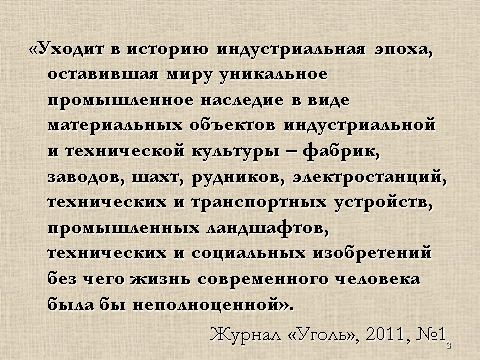 «Уходит в историю индустриальная эпоха,
оставившая миру уникальное
промышленное наследие в виде
материальных объектов индустриальной
и технической культуры – фабрик,
заводов, шахт, рудников, электростанций,
технических и транспортных устройств,
промышленных ландшафтов,
технических и социальных изобретений
без чего жизнь современного человека
была бы неполноценной».
Журнал «Уголь», 2011, №1
3